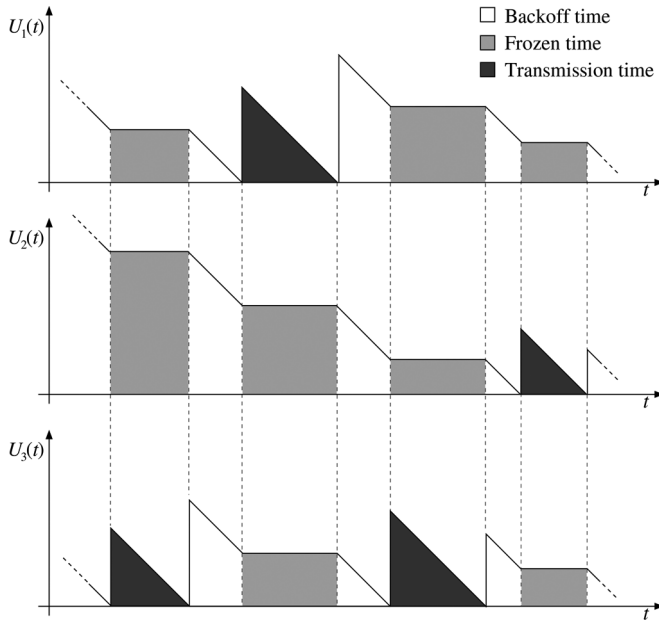 U1(t)
Backoff time
Frozen time
Transmission time
t
U2(t)
t
U3(t)
t